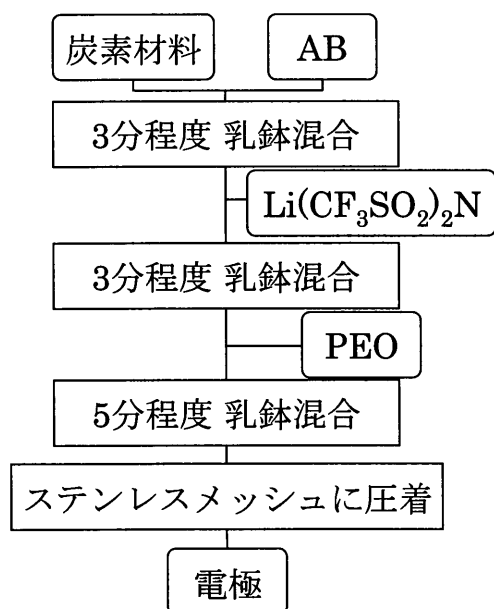 炭素材料
AB
3分程度 乳鉢混合
Li(CF₃SO₂)₂N
3分程度 乳鉢混合
PEO
5分程度 乳鉢混合
ステンレスメッシュに圧着
電極